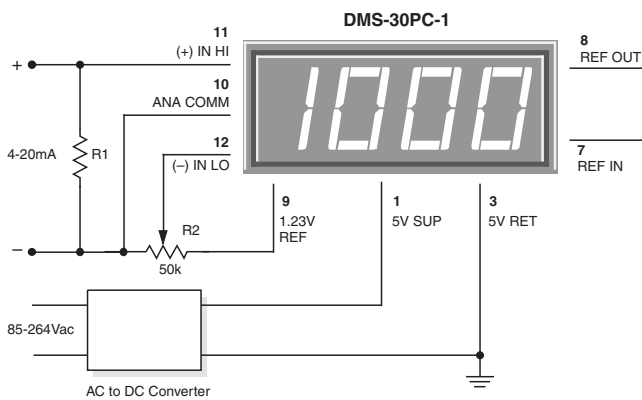 DMS-30PC-1
11
(+) IN HI
8
REF OUT
+
10
ANA COMM
1000
4-20mA
R1
12
(–) IN LO
7
REF IN
9
1.23V
REF
1
5V SUP
3
5V RET
R2
–
50k
85-264Vac
AC to DC Converter